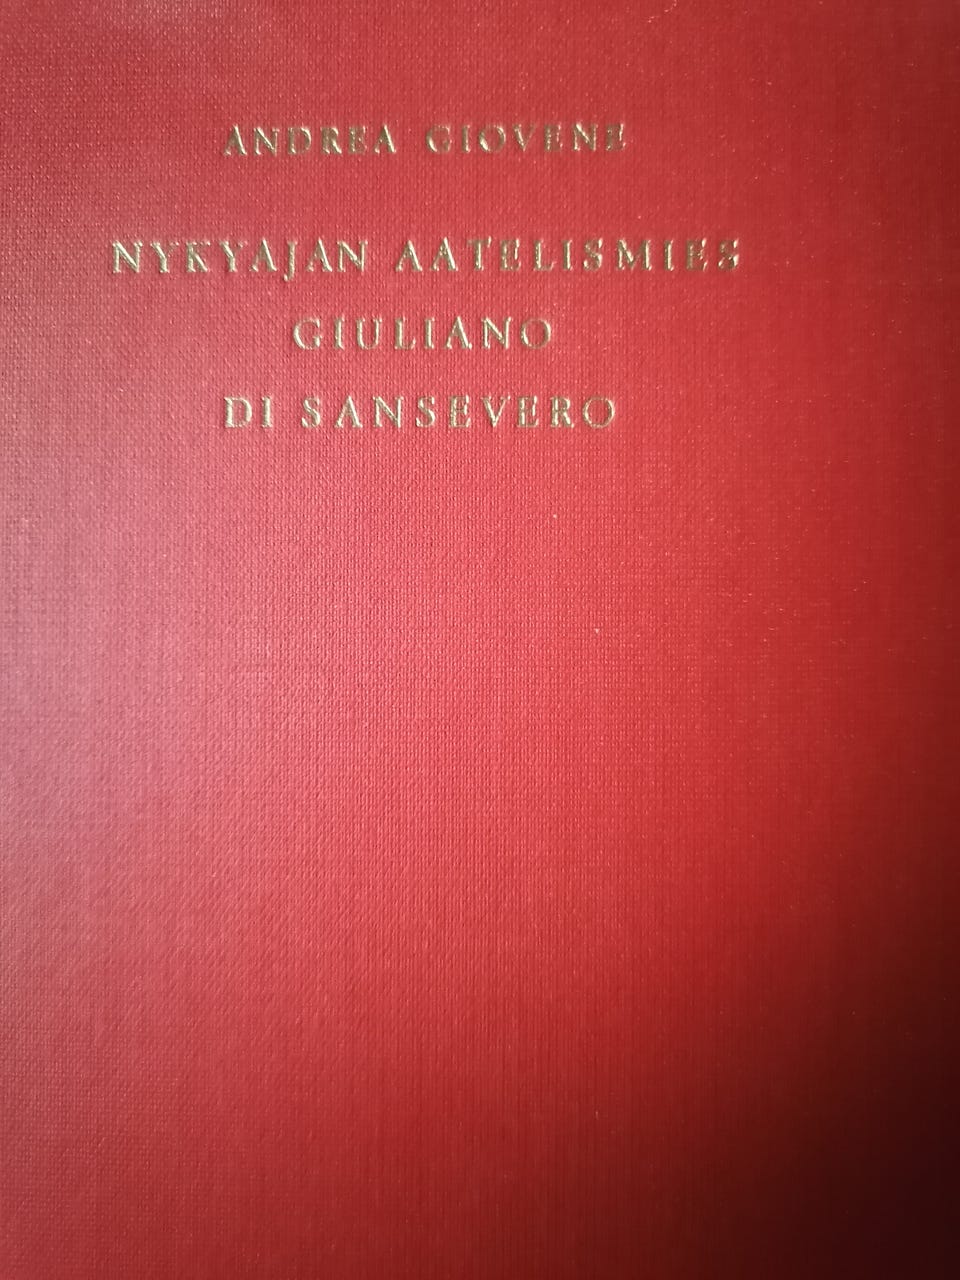 ANDREA GIOVENE
NYKYAJAN AATELISMIES
GIULIANO
DI SANSEVERO